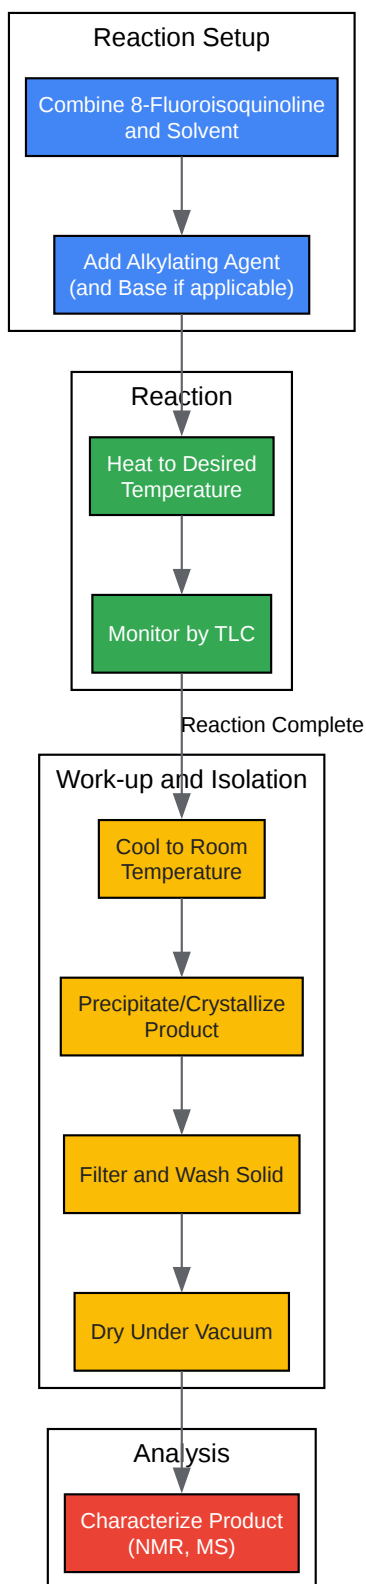 Reaction Setup
Combine 8-Fluoroisoquinoline
and Solvent
Add Alkylating Agent
(and Base if applicable)
Reaction
Heat to Desired
Temperature
Monitor by TLC
Reaction Complete
Work-up and Isolation
Cool to Room
Temperature
Precipitate/Crystallize
Product
Filter and Wash Solid
Dry Under Vacuum
Analysis
Characterize Product
(NMR, MS)